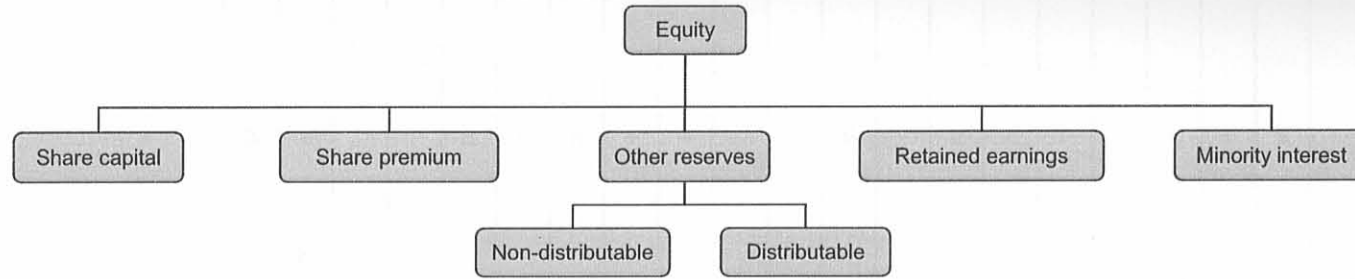 Equity
Share capital
Share premium
Other reserves
Retained earnings
Minority interest
Non-distributable
Distributable